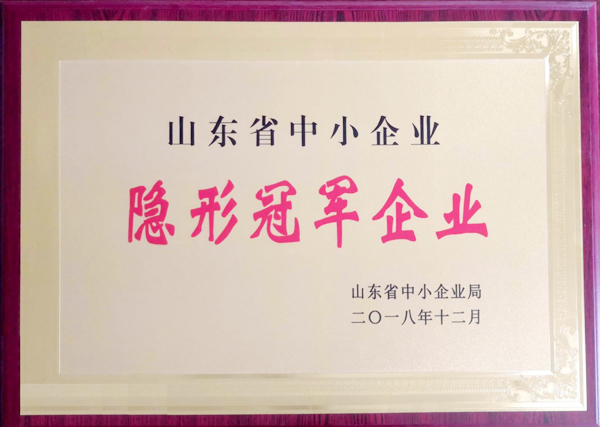 山东省中小企业
隐形冠军企业
山东省中小企业局
二〇一八年十二月